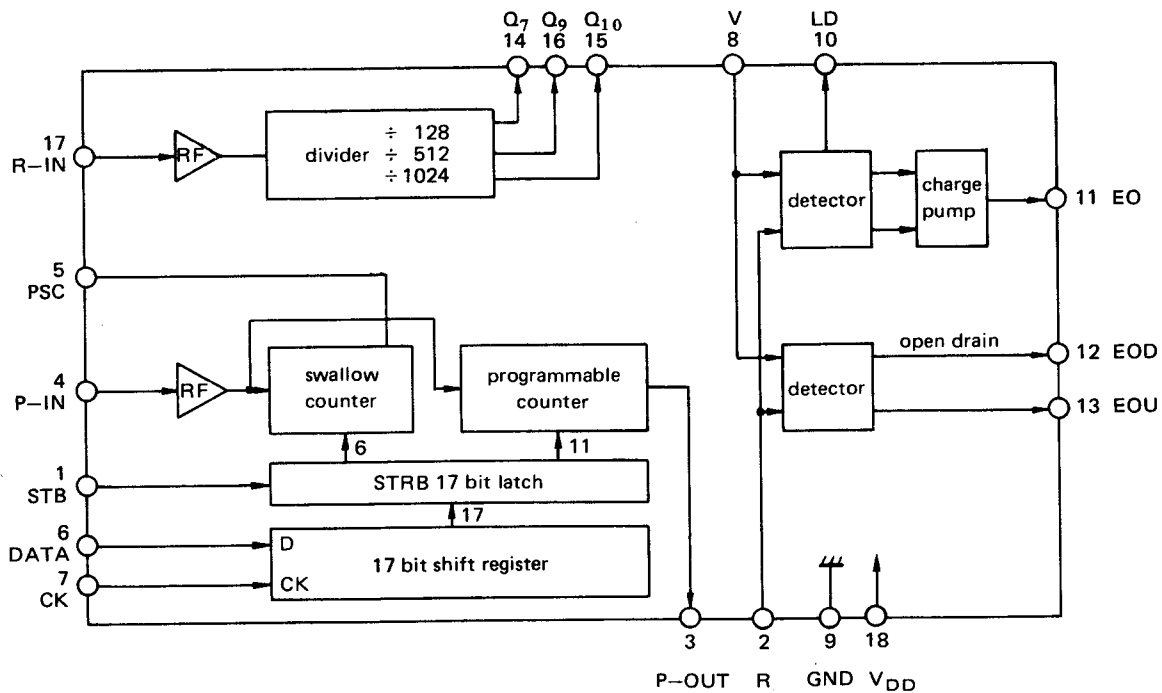 Q7 Q9 Q10 V LD
14 16 15 8 10
17
R-IN
RF
divider
÷ 128
÷ 512
÷ 1024
detector
charge
pump
11 EO
5
PSC
4
P-IN
RF
swallow
counter
programmable
counter
open drain
detector
12 EOD
13 EOU
6
11
1
STB
STRB 17 bit latch
17
6
DATA
D
17 bit shift register
7
CK
CK
3 2 9 18
P-OUT R GND VDD